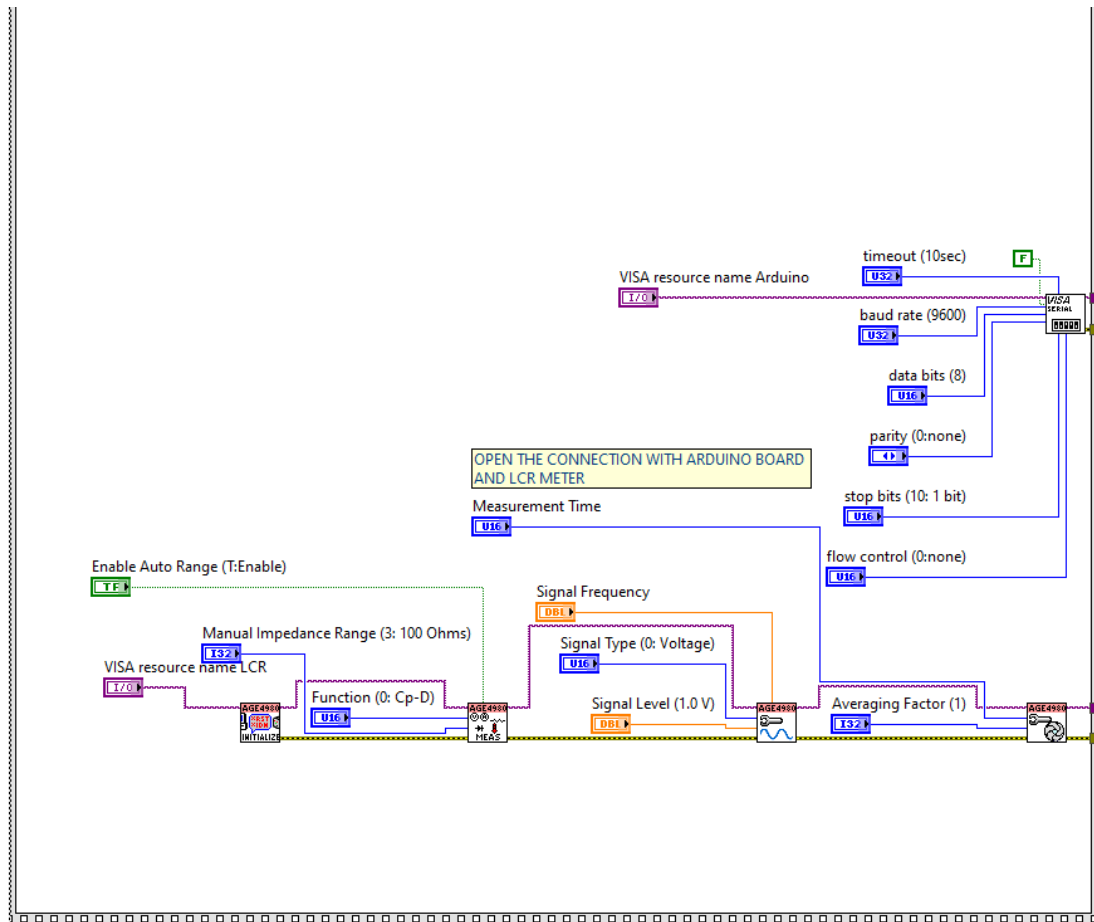 timeout (10sec)
U32
F
VISA resource name Arduino
I/O
VISA
SERIAL
baud rate (9600)
U32
data bits (8)
U16
parity (0:none)
OPEN THE CONNECTION WITH ARDUINO BOARD
AND LCR METER
Measurement Time
U16
stop bits (10: 1 bit)
U16
flow control (0:none)
U16
Enable Auto Range (T:Enable)
TF
Signal Frequency
DBL
Manual Impedance Range (3: 100 Ohms)
I32
Signal Type (0: Voltage)
U16
VISA resource name LCR
I/O
Function (0: Cp-D)
U16
Signal Level (1.0 V)
DBL
Averaging Factor (1)
I32
AGE4980
INITIALIZE
AGE4980
MEAS
AGE4980
AGE4980